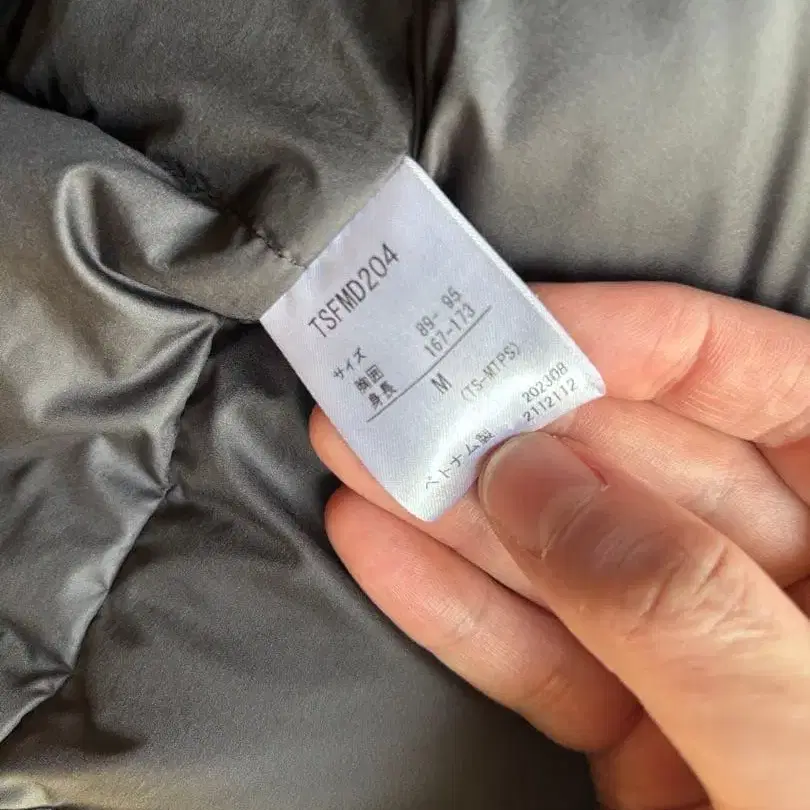 TSFMD204
サイズ
胸囲 89- 95
身長 167-173
M
(TS-MTPS)
202308
ベトナム製 2112112